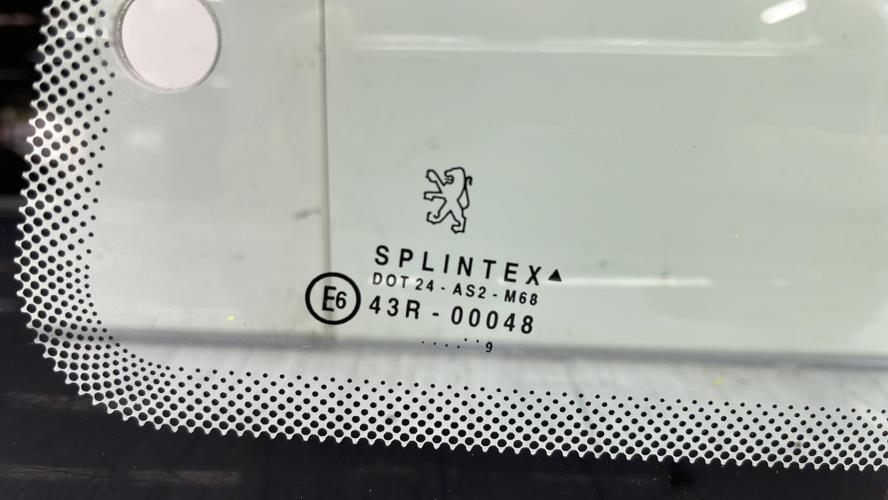 SPLINTEX▲
DOT 24 - AS2 - M68
E6
43R - 00048
. . . . . . 9